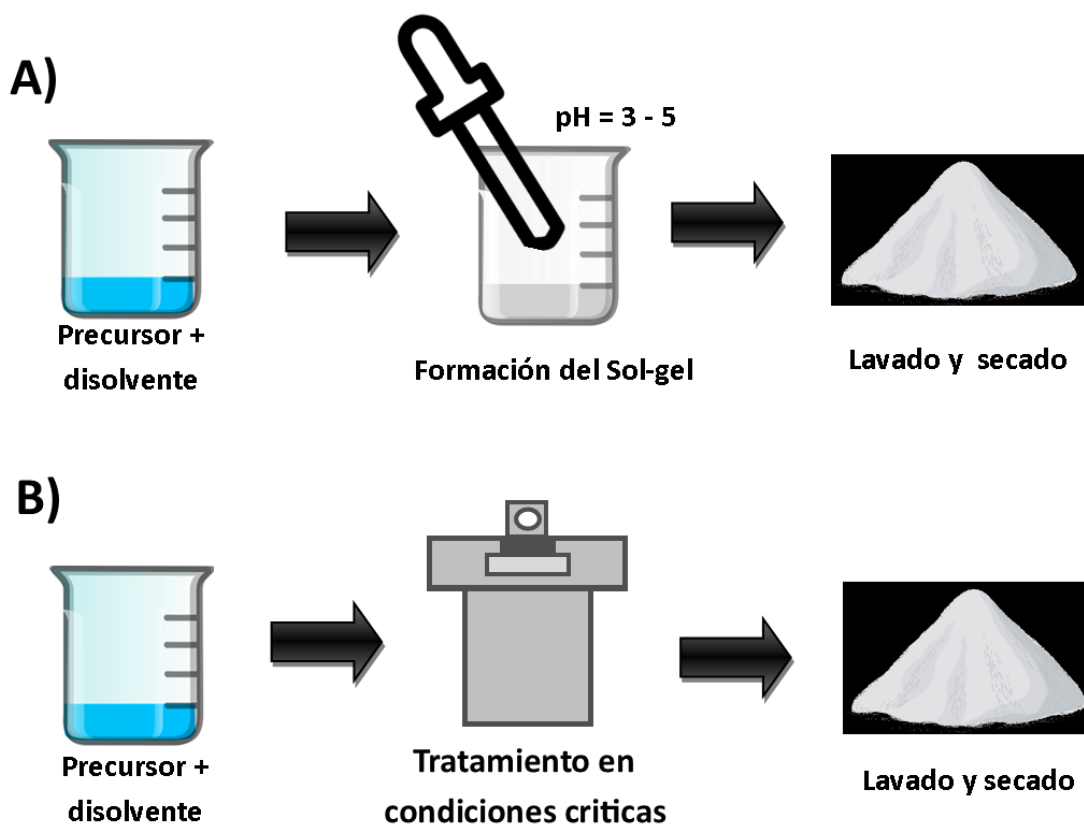 A)
pH = 3 - 5
Precursor +
disolvente
Formación del Sol-gel
Lavado y secado
B)
Precursor +
disolvente
Tratamiento en
condiciones criticas
Lavado y secado